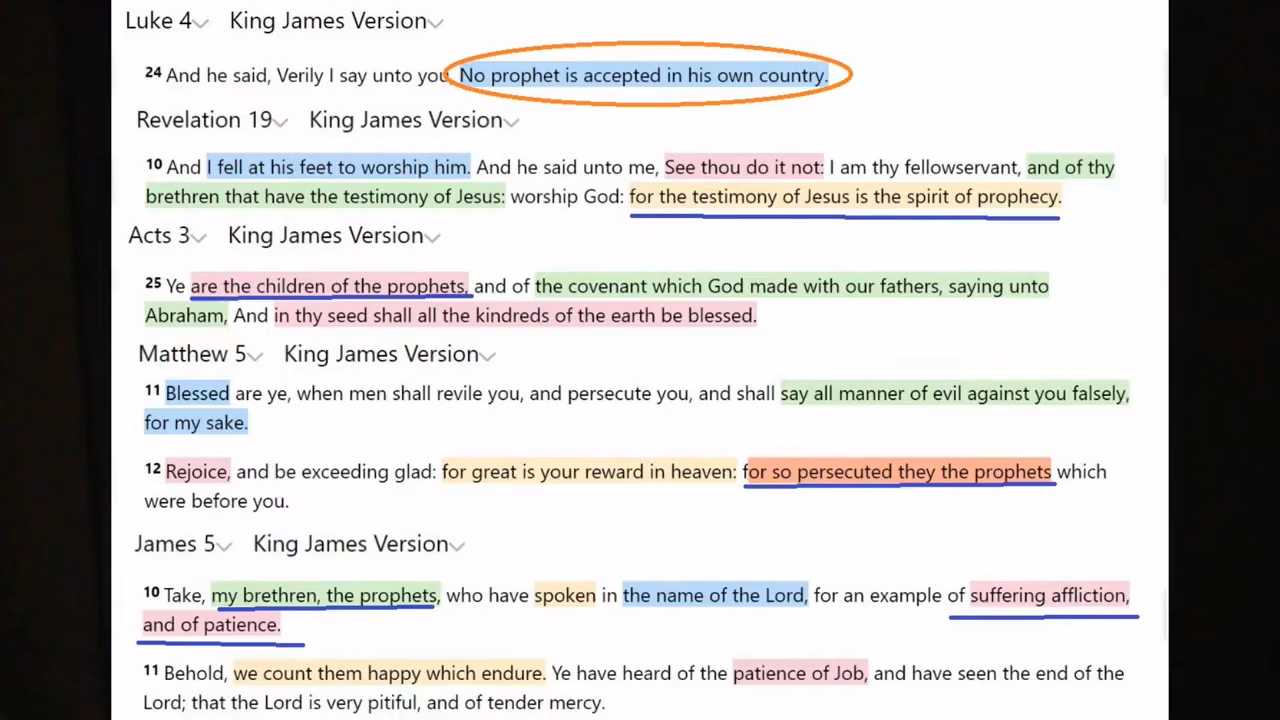 Luke 4 King James Version
24 And he said, Verily I say unto you, No prophet is accepted in his own country.
Revelation 19 King James Version
10 And I fell at his feet to worship him. And he said unto me, See thou do it not: I am thy fellowservant, and of thy
brethren that have the testimony of Jesus: worship God: for the testimony of Jesus is the spirit of prophecy.
Acts 3 King James Version
25 Ye are the children of the prophets, and of the covenant which God made with our fathers, saying unto
Abraham, And in thy seed shall all the kindreds of the earth be blessed.
Matthew 5 King James Version
11 Blessed are ye, when men shall revile you, and persecute you, and shall say all manner of evil against you falsely,
for my sake.
12 Rejoice, and be exceeding glad: for great is your reward in heaven: for so persecuted they the prophets which
were before you.
James 5 King James Version
10 Take, my brethren, the prophets, who have spoken in the name of the Lord, for an example of suffering affliction,
and of patience.
11 Behold, we count them happy which endure. Ye have heard of the patience of Job, and have seen the end of the
Lord; that the Lord is very pitiful, and of tender mercy.